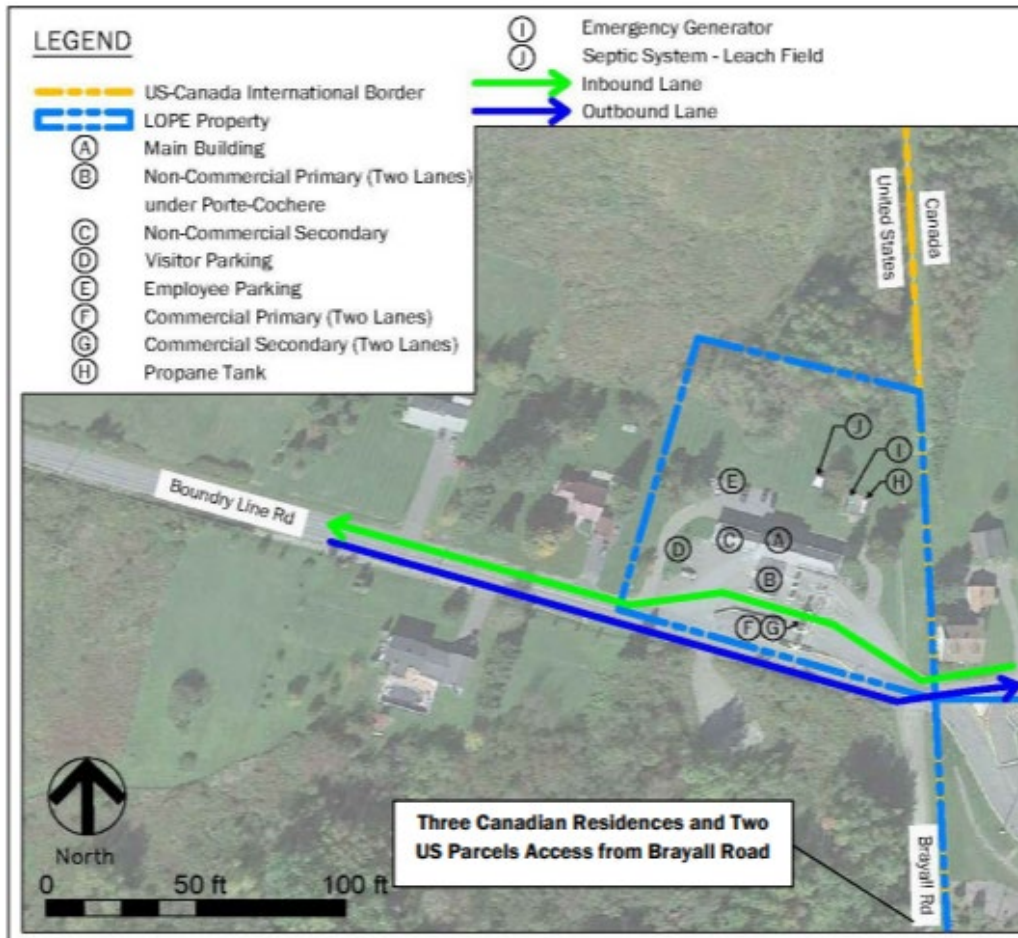 LEGEND
US-Canada International Border
LOPE Property
A Main Building
B Non-Commercial Primary (Two Lanes)
under Porte-Cochere
C Non-Commercial Secondary
D Visitor Parking
E Employee Parking
F Commercial Primary (Two Lanes)
G Commercial Secondary (Two Lanes)
H Propane Tank
I Emergency Generator
J Septic System - Leach Field
Inbound Lane
Outbound Lane
United States
Canada
J
I
H
E
D
C
A
B
F G
Boundry Line Rd
Three Canadian Residences and Two
US Parcels Access from Brayall Road
Brayall Rd
North
0 50 ft 100 ft